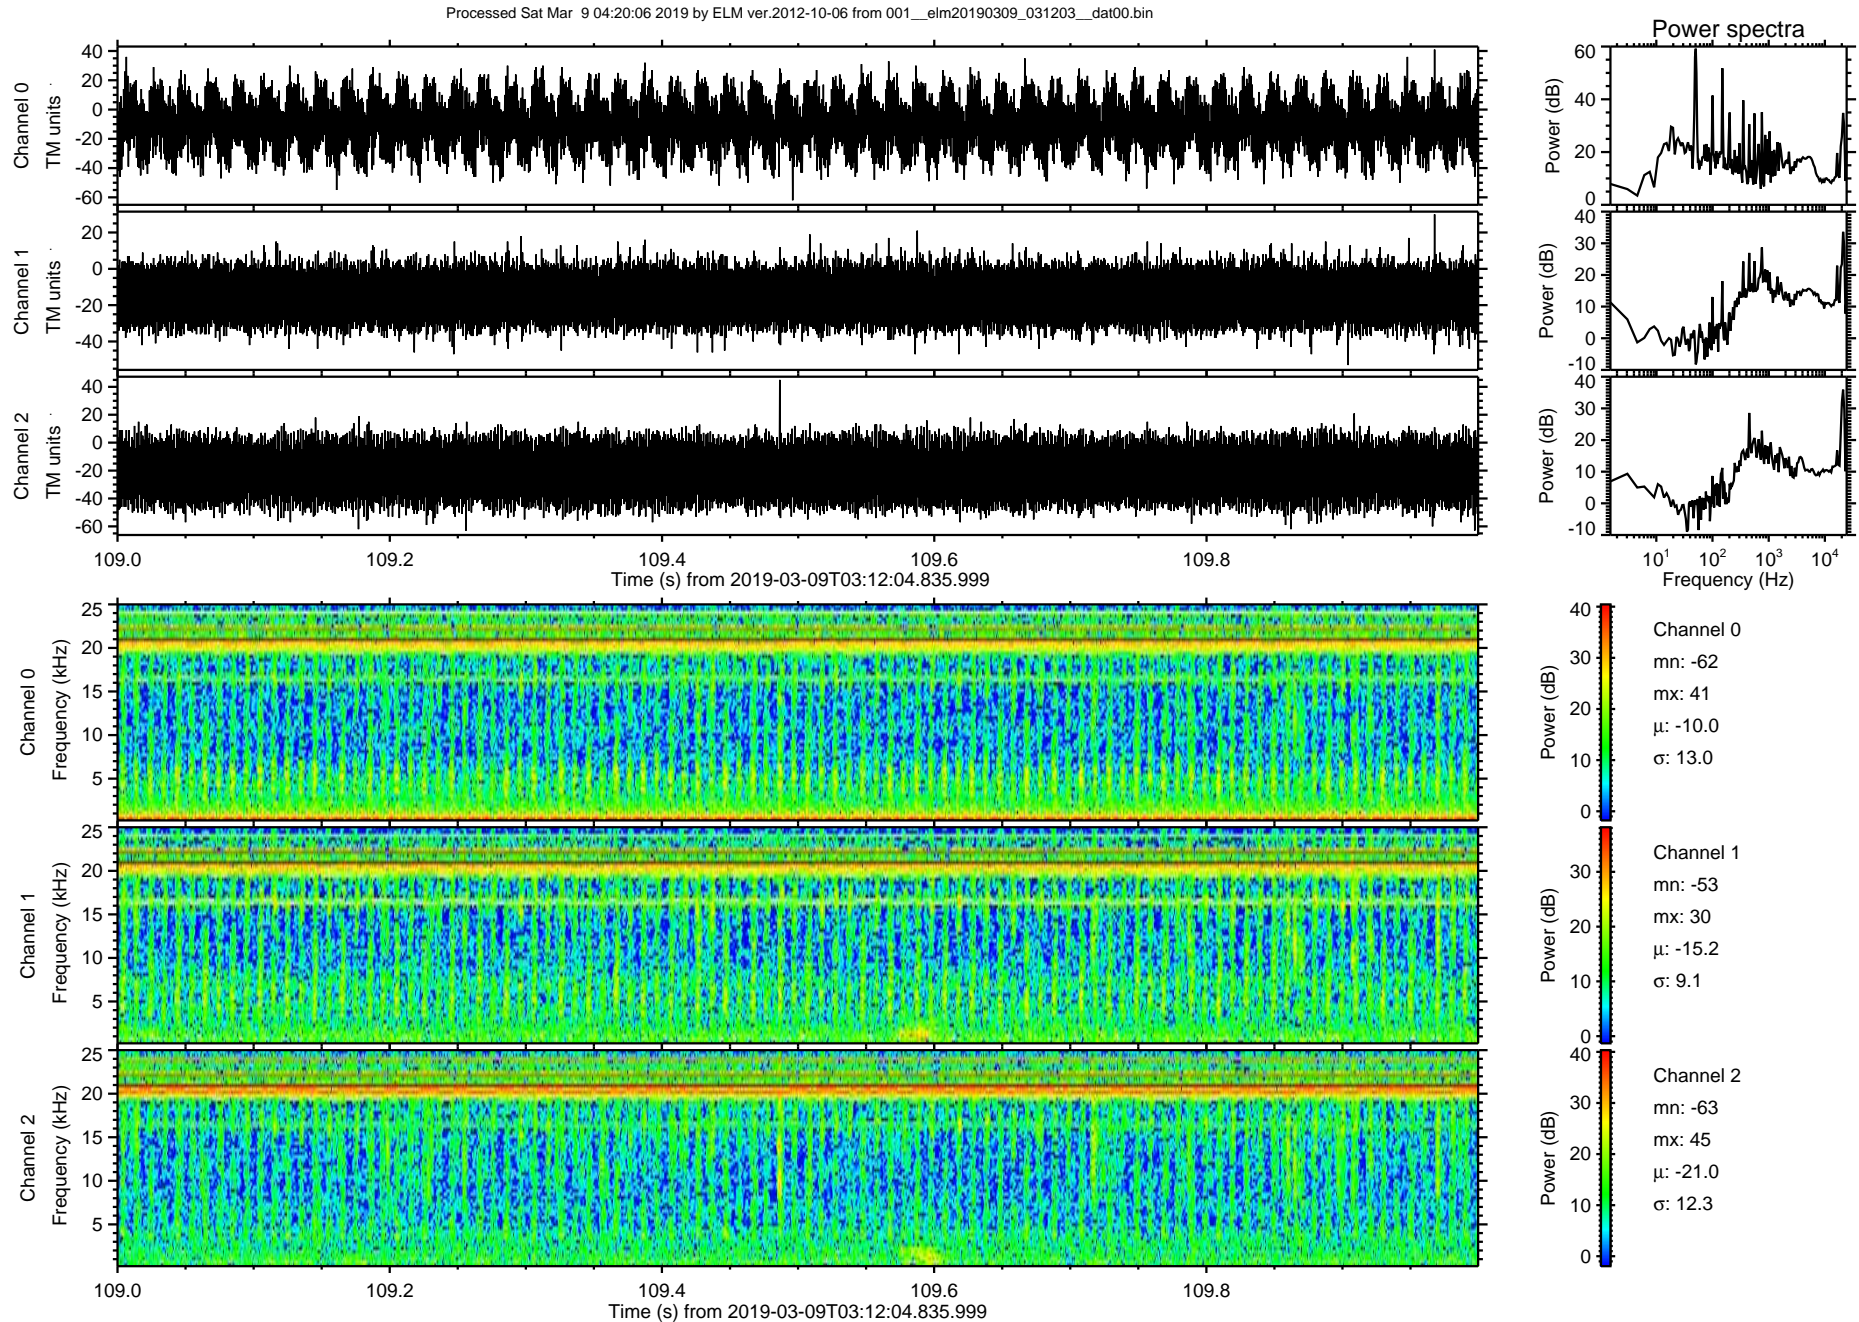 Processed Sat Mar 9 04:20:06 2019 by ELM ver.2012-10-06 from 001__elm20190309_031203__dat00.bin
Power spectra
Channel 0
TM units
40
20
0
-20
-40
-60
Power (dB)
60
40
20
0
Channel 1
TM units
20
0
-20
-40
Power (dB)
40
30
20
10
0
-10
Channel 2
TM units
40
20
0
-20
-40
-60
Power (dB)
40
30
20
10
0
-10
109.0 109.2 109.4 109.6 109.8
Time (s) from 2019-03-09T03:12:04.835.999
10^1 10^2 10^3 10^4
Frequency (Hz)
Channel 0
Frequency (kHz)
25
20
15
10
5
Power (dB)
40
30
20
10
0
Channel 0
mn: -62
mx: 41
μ: -10.0
σ: 13.0
Channel 1
Frequency (kHz)
25
20
15
10
5
Power (dB)
30
20
10
0
Channel 1
mn: -53
mx: 30
μ: -15.2
σ: 9.1
Channel 2
Frequency (kHz)
25
20
15
10
5
Power (dB)
40
30
20
10
0
Channel 2
mn: -63
mx: 45
μ: -21.0
σ: 12.3
109.0 109.2 109.4 109.6 109.8
Time (s) from 2019-03-09T03:12:04.835.999